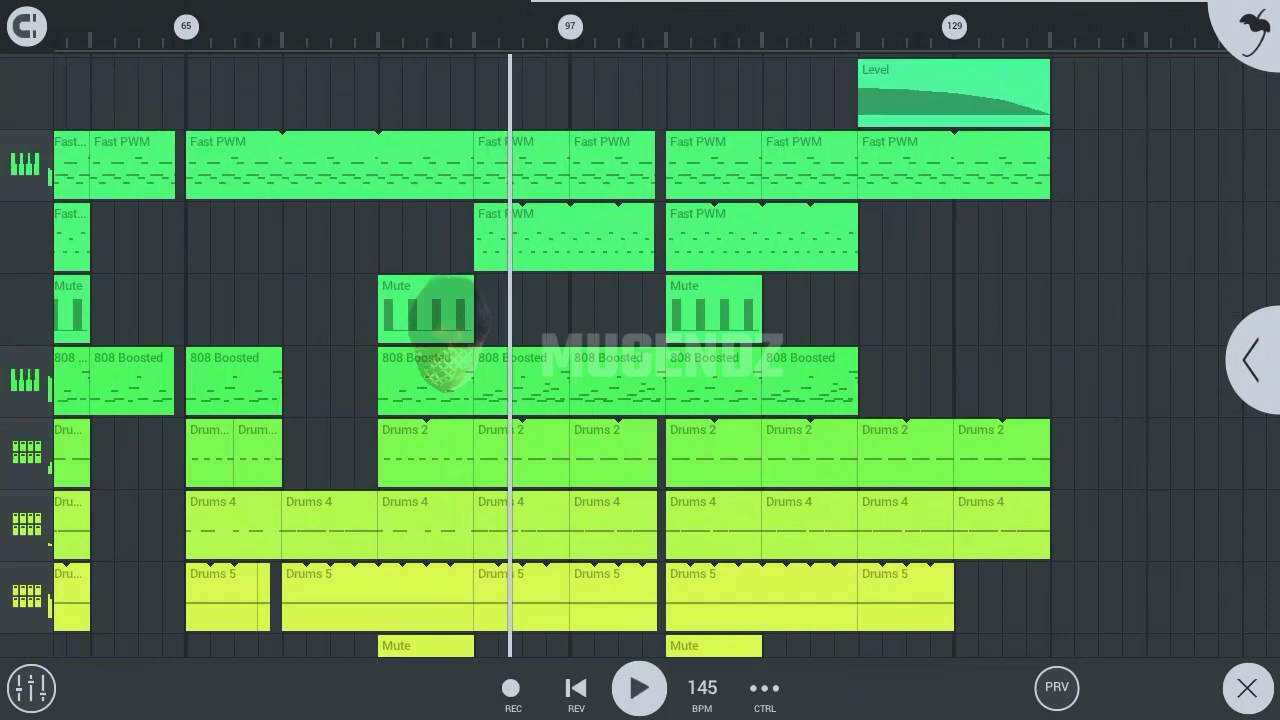 65 97 129
Level
Fast... Fast PWM Fast PWM Fast PWM Fast PWM Fast PWM Fast PWM Fast PWM
Fast... Fast PWM Fast PWM
Mute Mute Mute
MUCENDZ
808 ... 808 Boosted 808 Boosted 808 Boosted 808 Boosted 808 Boosted 808 Boosted 808 Boosted
Dru... Drum... Drum... Drums 2 Drums 2 Drums 2 Drums 2 Drums 2 Drums 2 Drums 2
Dru... Drums 4 Drums 4 Drums 4 Drums 4 Drums 4 Drums 4 Drums 4 Drums 4 Drums 4
Dru... Drums 5 Drums 5 Drums 5 Drums 5 Drums 5 Drums 5
Mute Mute
145 PRV
REC REV BPM CTRL